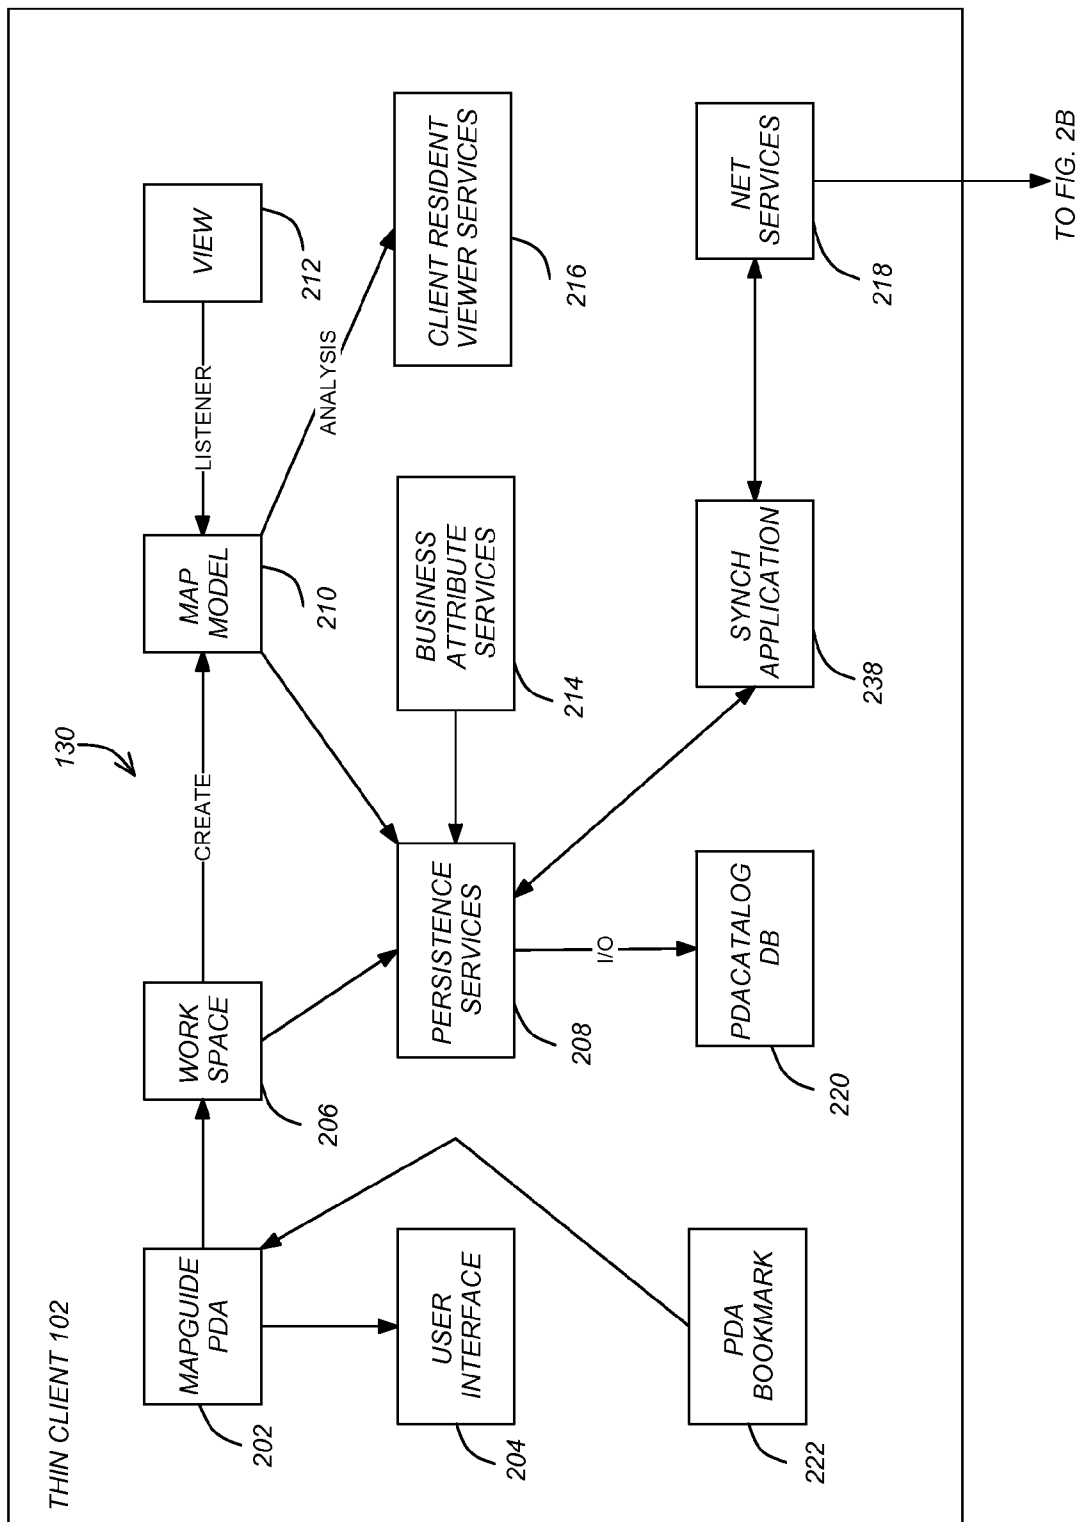 THIN CLIENT 102
130
MAPGUIDE
PDA
202
WORK
SPACE
206
CREATE
MAP
MODEL
210
LISTENER
VIEW
212
USER
INTERFACE
204
PERSISTENCE
SERVICES
208
BUSINESS
ATTRIBUTE
SERVICES
214
ANALYSIS
CLIENT RESIDENT
VIEWER SERVICES
216
I/O
PDA
BOOKMARK
222
PDACATALOG
DB
220
SYNCH
APPLICATION
238
NET
SERVICES
218
TO FIG. 2B